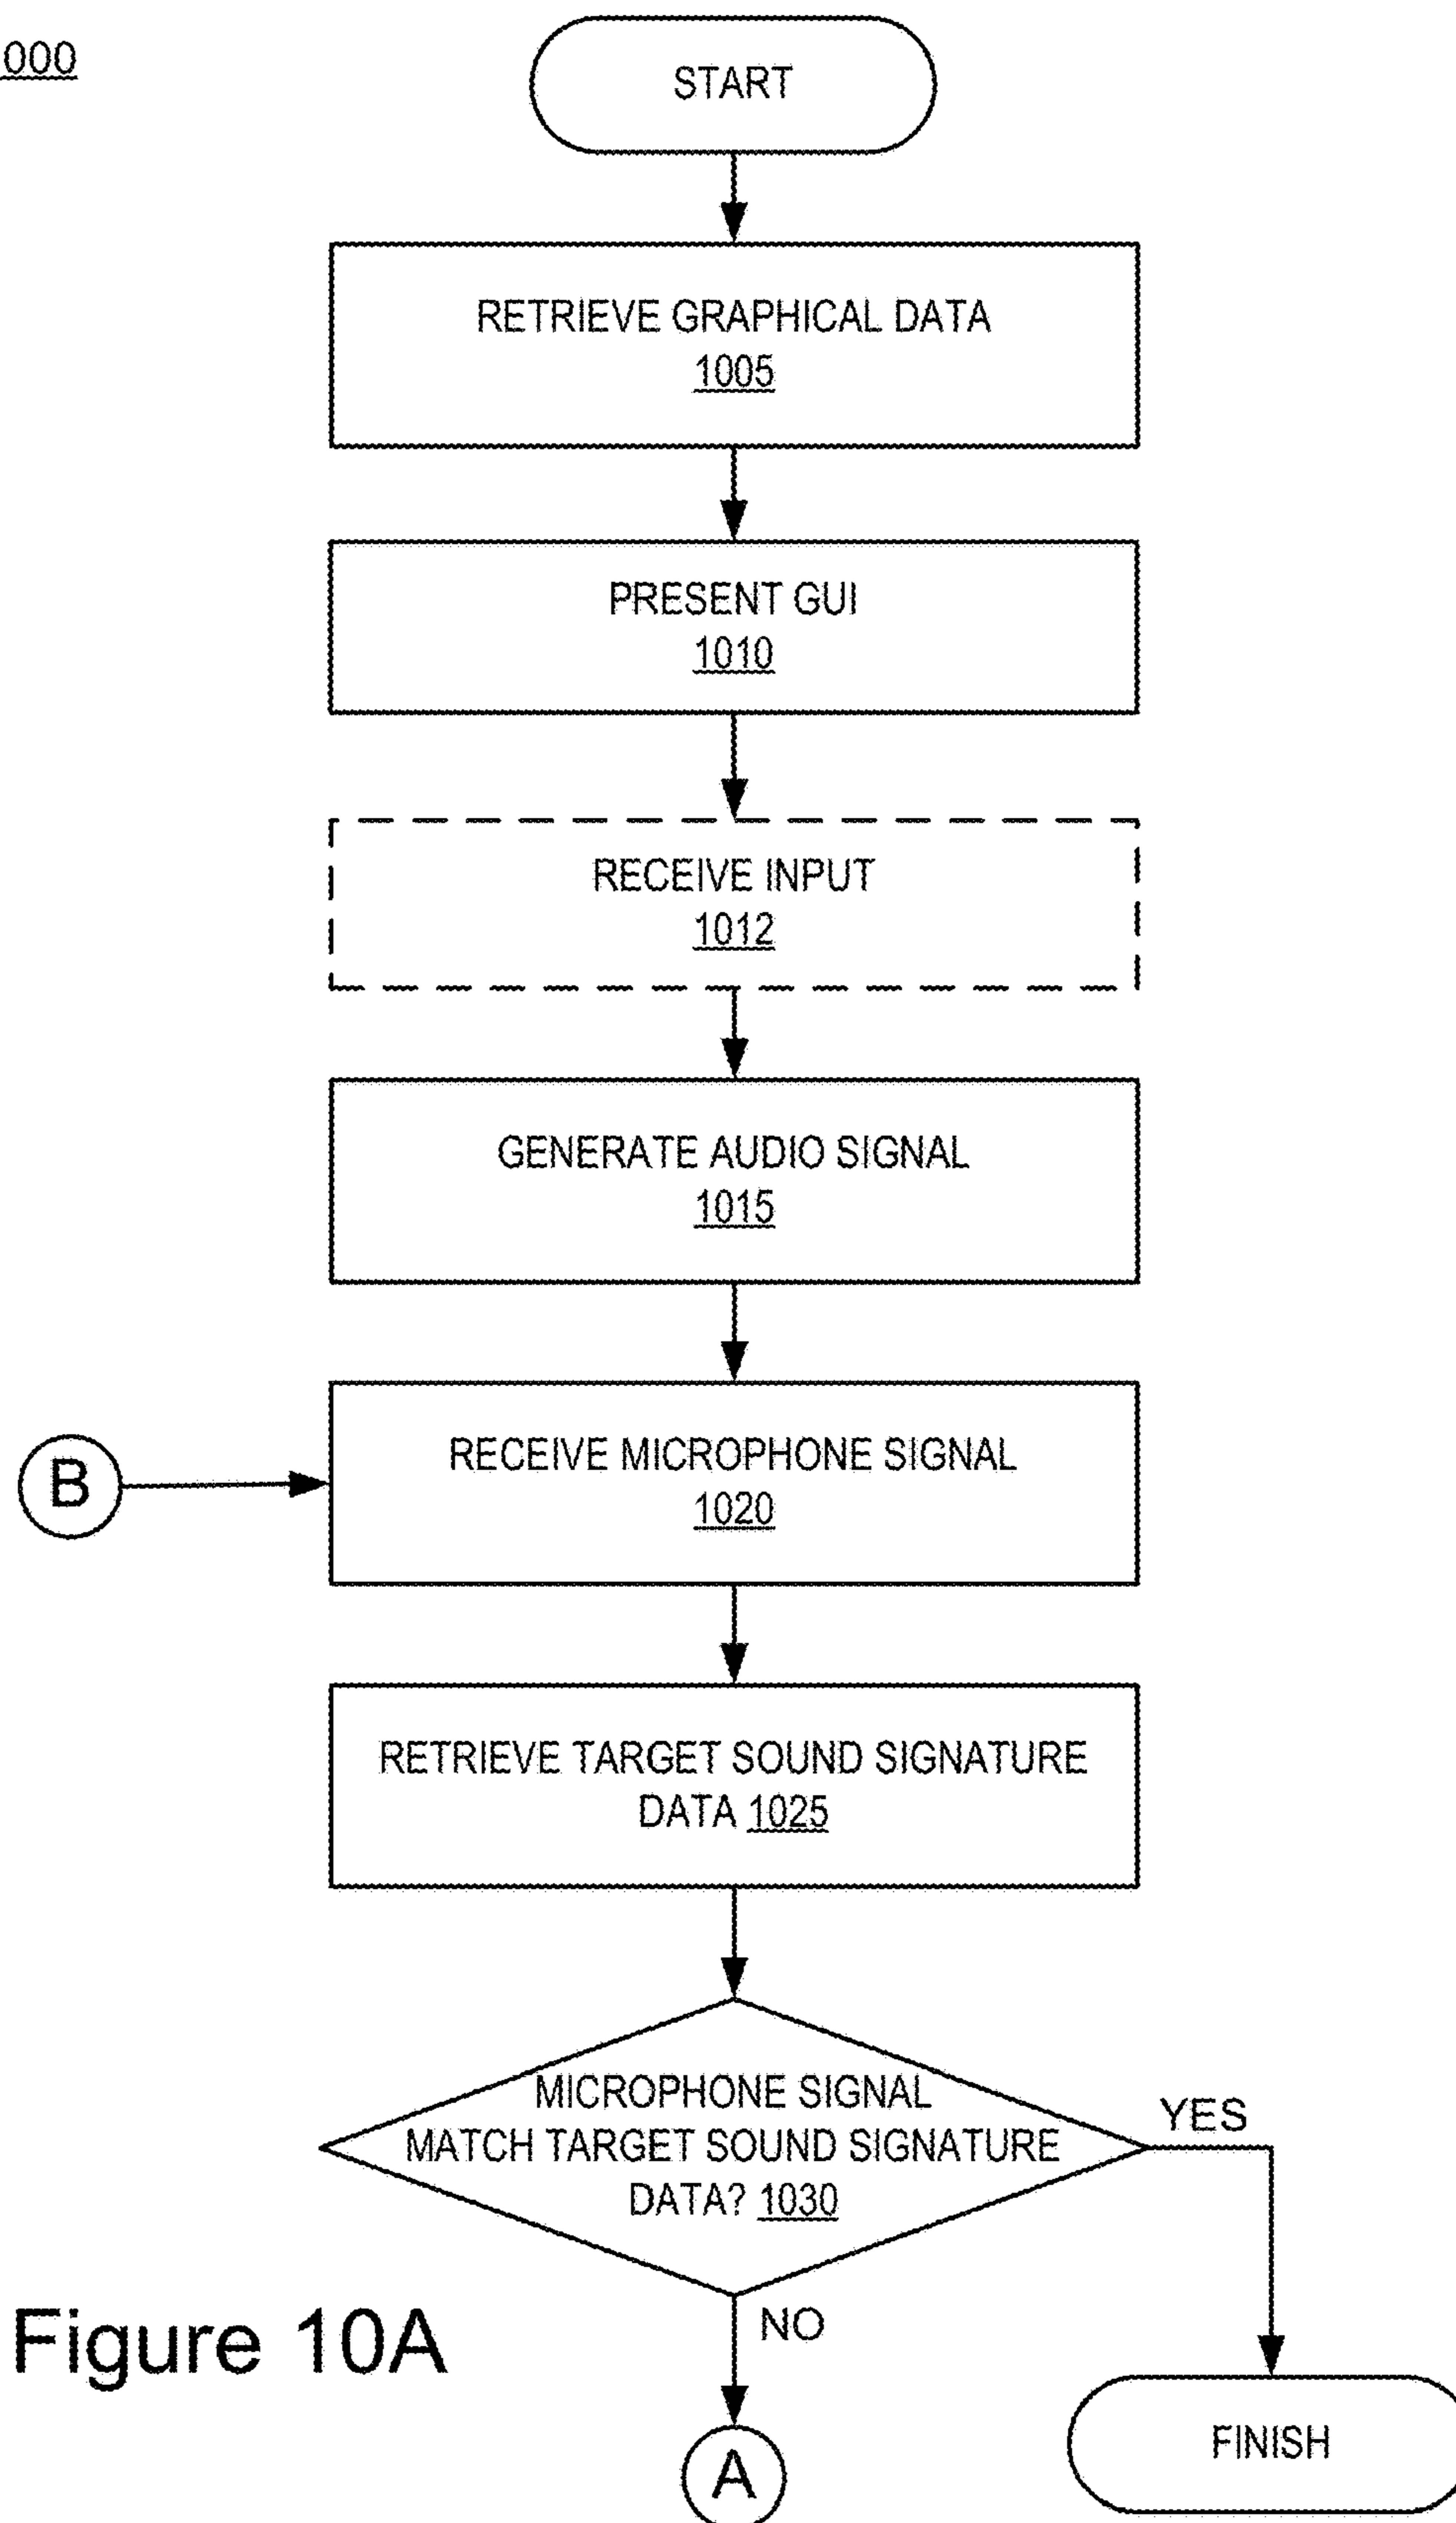 000
START
RETRIEVE GRAPHICAL DATA
1005
PRESENT GUI
1010
RECEIVE INPUT
1012
GENERATE AUDIO SIGNAL
1015
B
RECEIVE MICROPHONE SIGNAL
1020
RETRIEVE TARGET SOUND SIGNATURE
DATA 1025
MICROPHONE SIGNAL
MATCH TARGET SOUND SIGNATURE
DATA? 1030
YES
NO
Figure 10A
A
FINISH